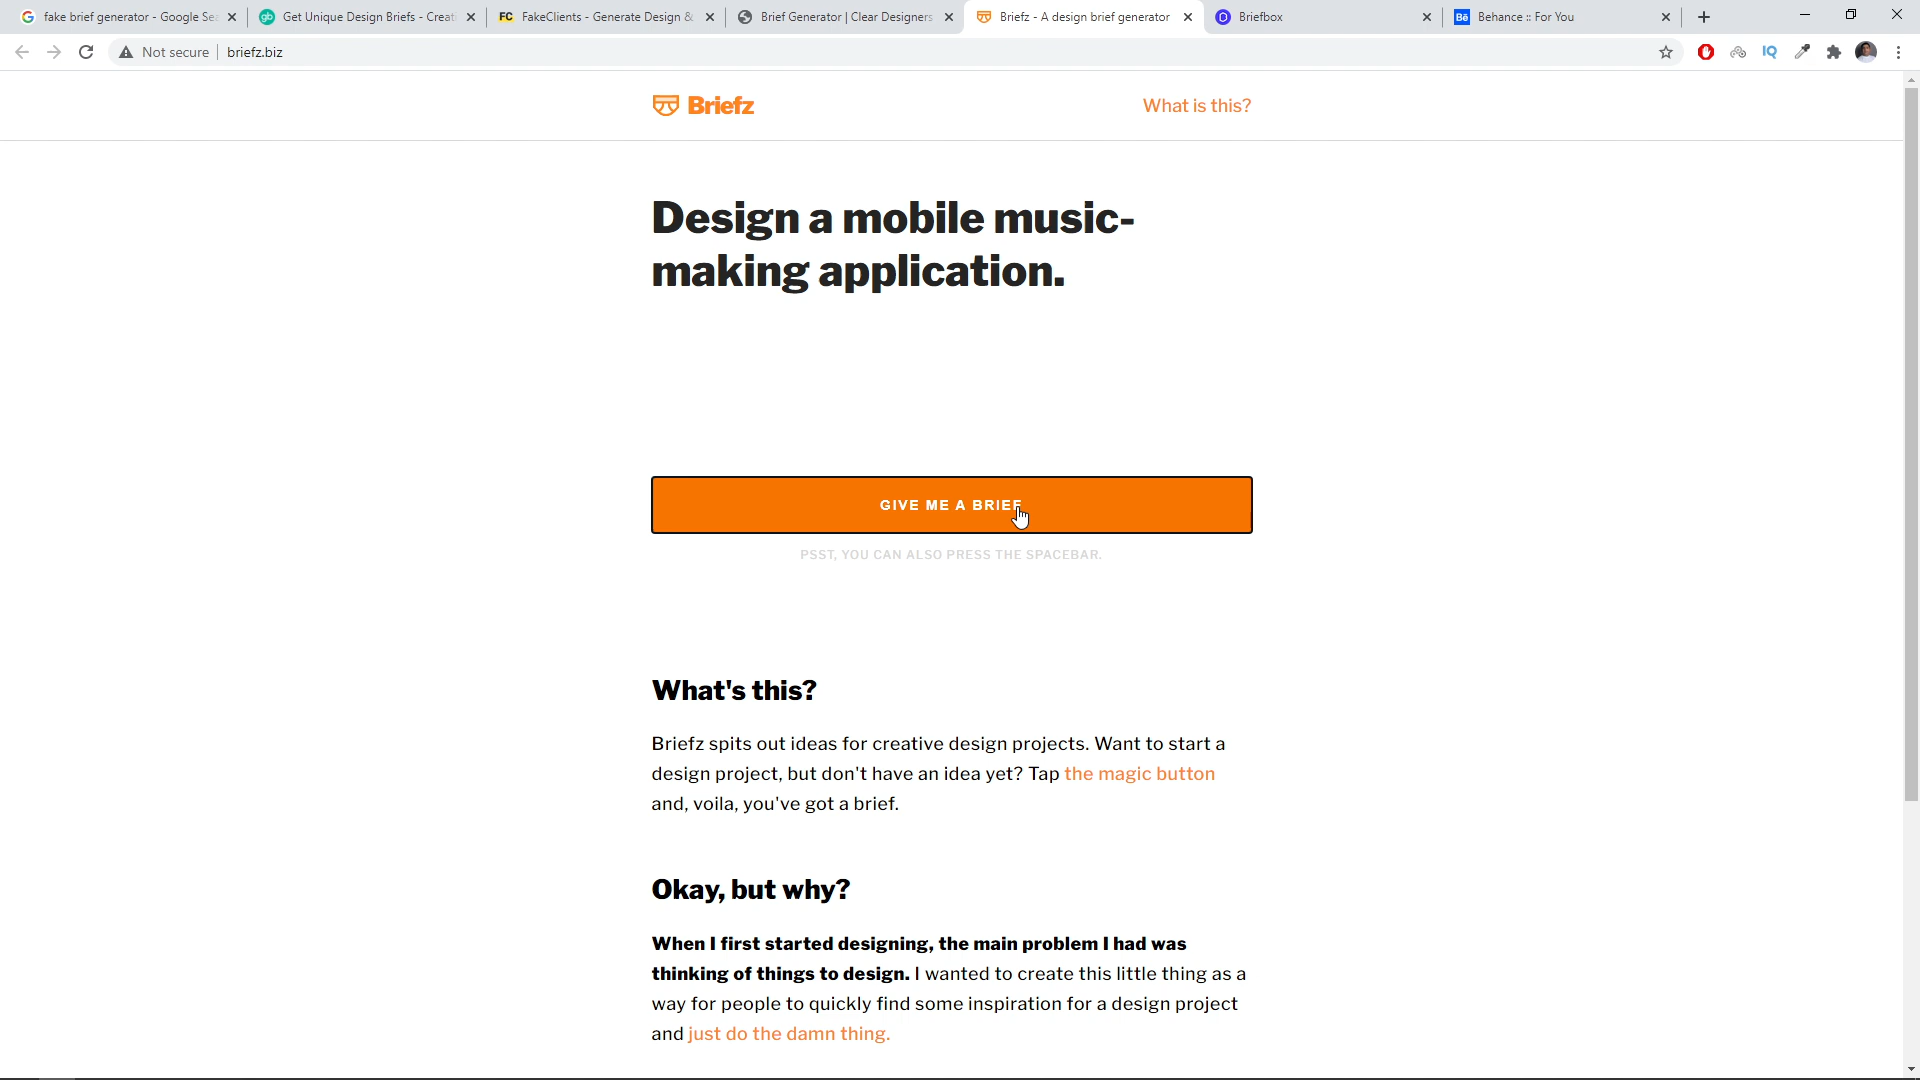 fake brief generator - Google Se
Get Unique Design Briefs - Creati
FC FakeClients - Generate Design &
Brief Generator | Clear Designers
Briefz - A design brief generator
Briefbox
Bē Behance :: For You
Not secure
briefz.biz
IQ
Briefz
What is this?
Design a mobile music-
making application.
GIVE ME A BRIEF
PSST, YOU CAN ALSO PRESS THE SPACEBAR.
What's this?
Briefz spits out ideas for creative design projects. Want to start a
design project, but don't have an idea yet? Tap the magic button
and, voila, you've got a brief.
Okay, but why?
When I first started designing, the main problem I had was
thinking of things to design. I wanted to create this little thing as a
way for people to quickly find some inspiration for a design project
and just do the damn thing.